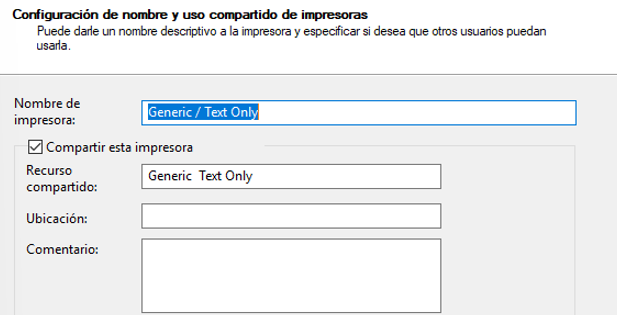 Configuración de nombre y uso compartido de impresoras
Puede darle un nombre descriptivo a la impresora y especificar si desea que otros usuarios puedan
usarla.
Nombre de
impresora:
Generic / Text Only
Compartir esta impresora
Recurso
compartido:
Generic  Text Only
Ubicación:
Comentario: